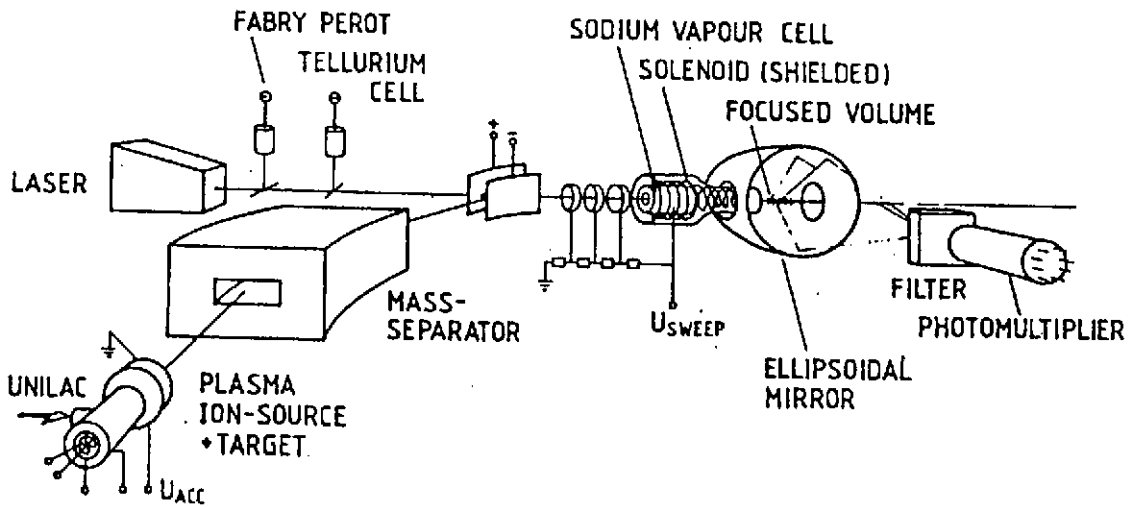 FABRY PEROT
TELLURIUM
CELL
SODIUM VAPOUR CELL
SOLENOID (SHIELDED)
FOCUSED VOLUME
+
-
LASER
MASS-
SEPARATOR
USWEEP
FILTER
PHOTOMULTIPLIER
ELLIPSOIDAL
MIRROR
UNILAC
PLASMA
ION-SOURCE
+TARGET
UACC